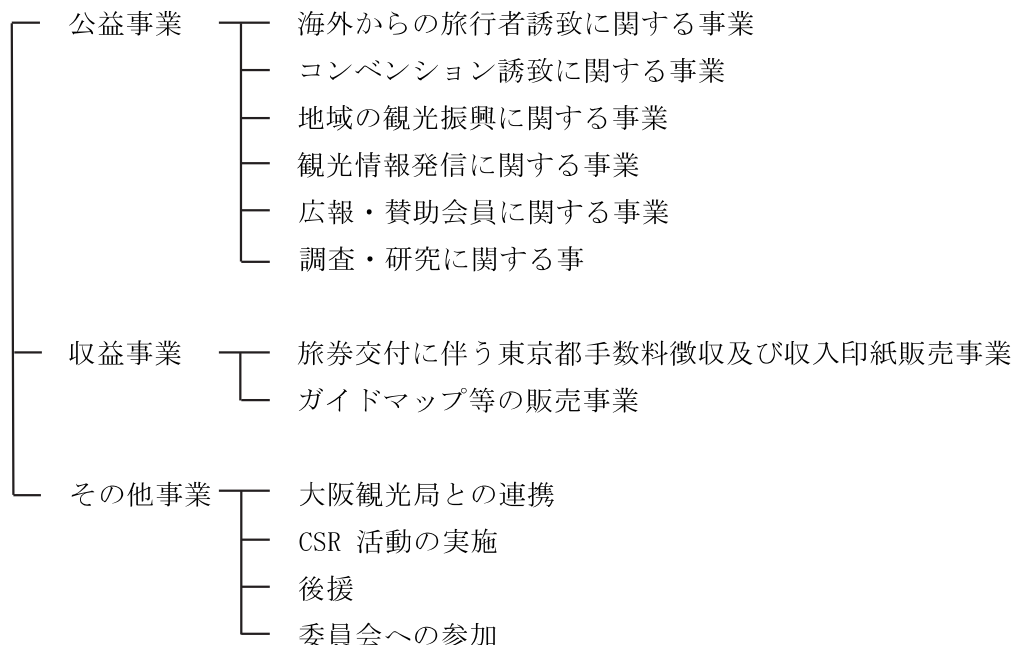 公益事業 海外からの旅行者誘致に関する事業
コンベンション誘致に関する事業
地域の観光振興に関する事業
観光情報発信に関する事業
広報・賛助会員に関する事業
調査・研究に関する事
収益事業 旅券交付に伴う東京都手数料徴収及び収入印紙販売事業
ガイドマップ等の販売事業
その他事業 大阪観光局との連携
CSR 活動の実施
後援
委員会への参加